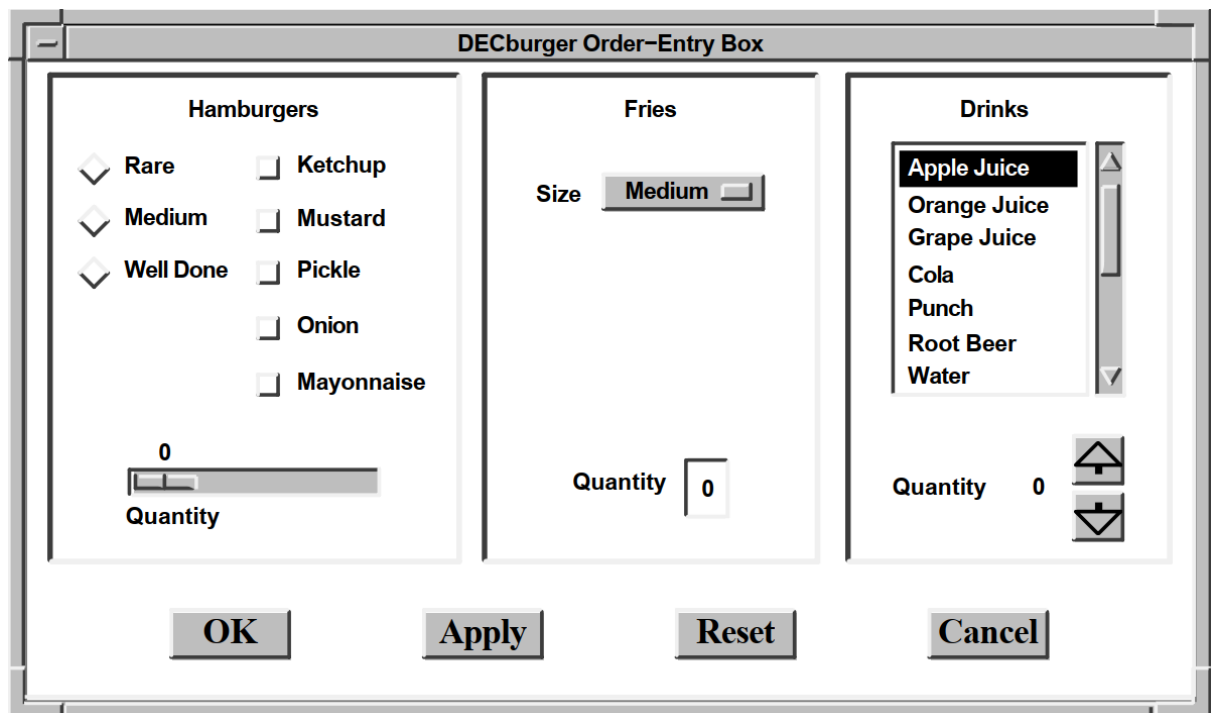 DECburger Order−Entry Box
Hamburgers
Rare
Medium
Well Done
Ketchup
Mustard
Pickle
Onion
Mayonnaise
0
Quantity
Fries
Size Medium
Quantity 0
Drinks
Apple Juice
Orange Juice
Grape Juice
Cola
Punch
Root Beer
Water
Quantity 0
OK Apply Reset Cancel